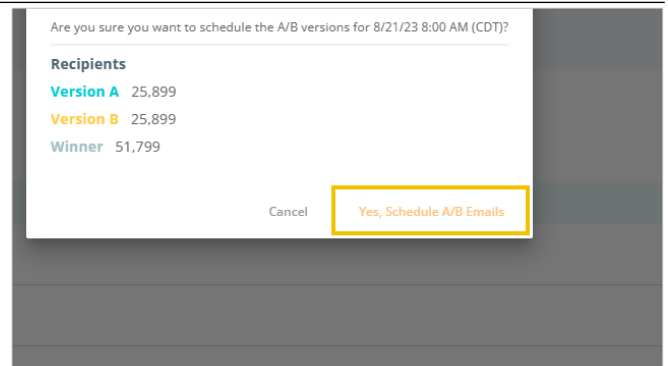 Are you sure you want to schedule the A/B versions for 8/21/23 8:00 AM (CDT)?
Recipients
Version A 25,899
Version B 25,899
Winner 51,799
Cancel Yes, Schedule A/B Emails